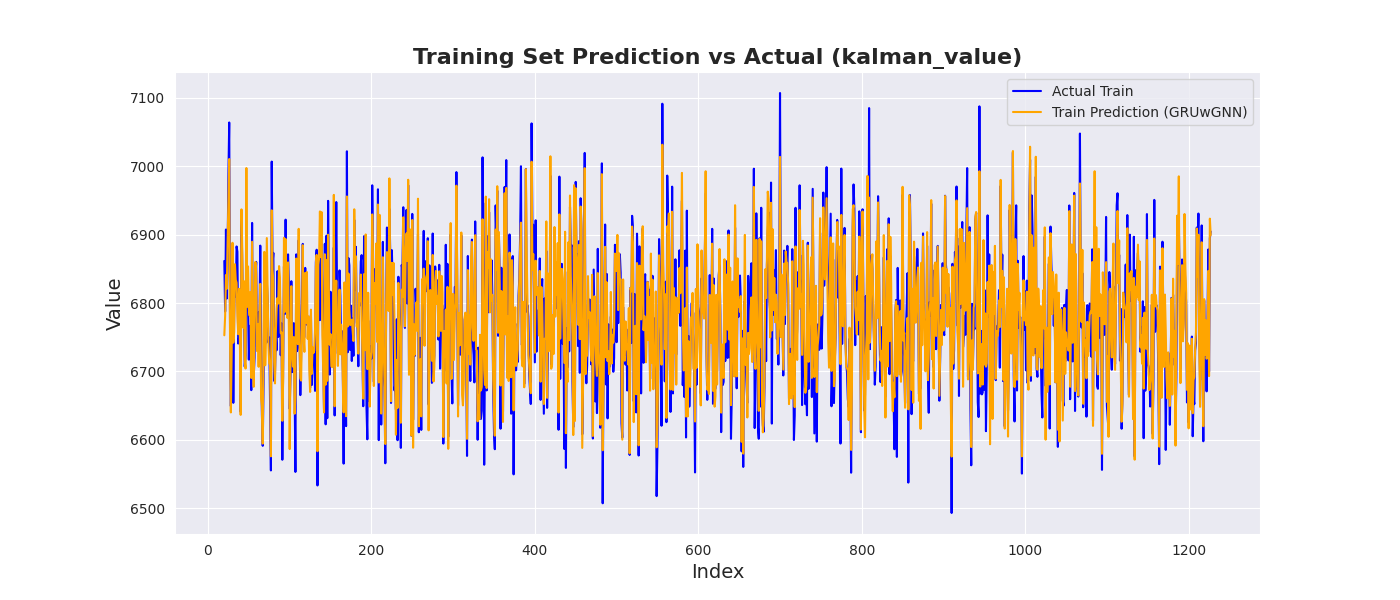 Training Set Prediction vs Actual (kalman_value)
Actual Train
Train Prediction (GRUwGNN)
7100
7000
6900
6800
6700
6600
6500
Value
0 200 400 600 800 1000 1200
Index